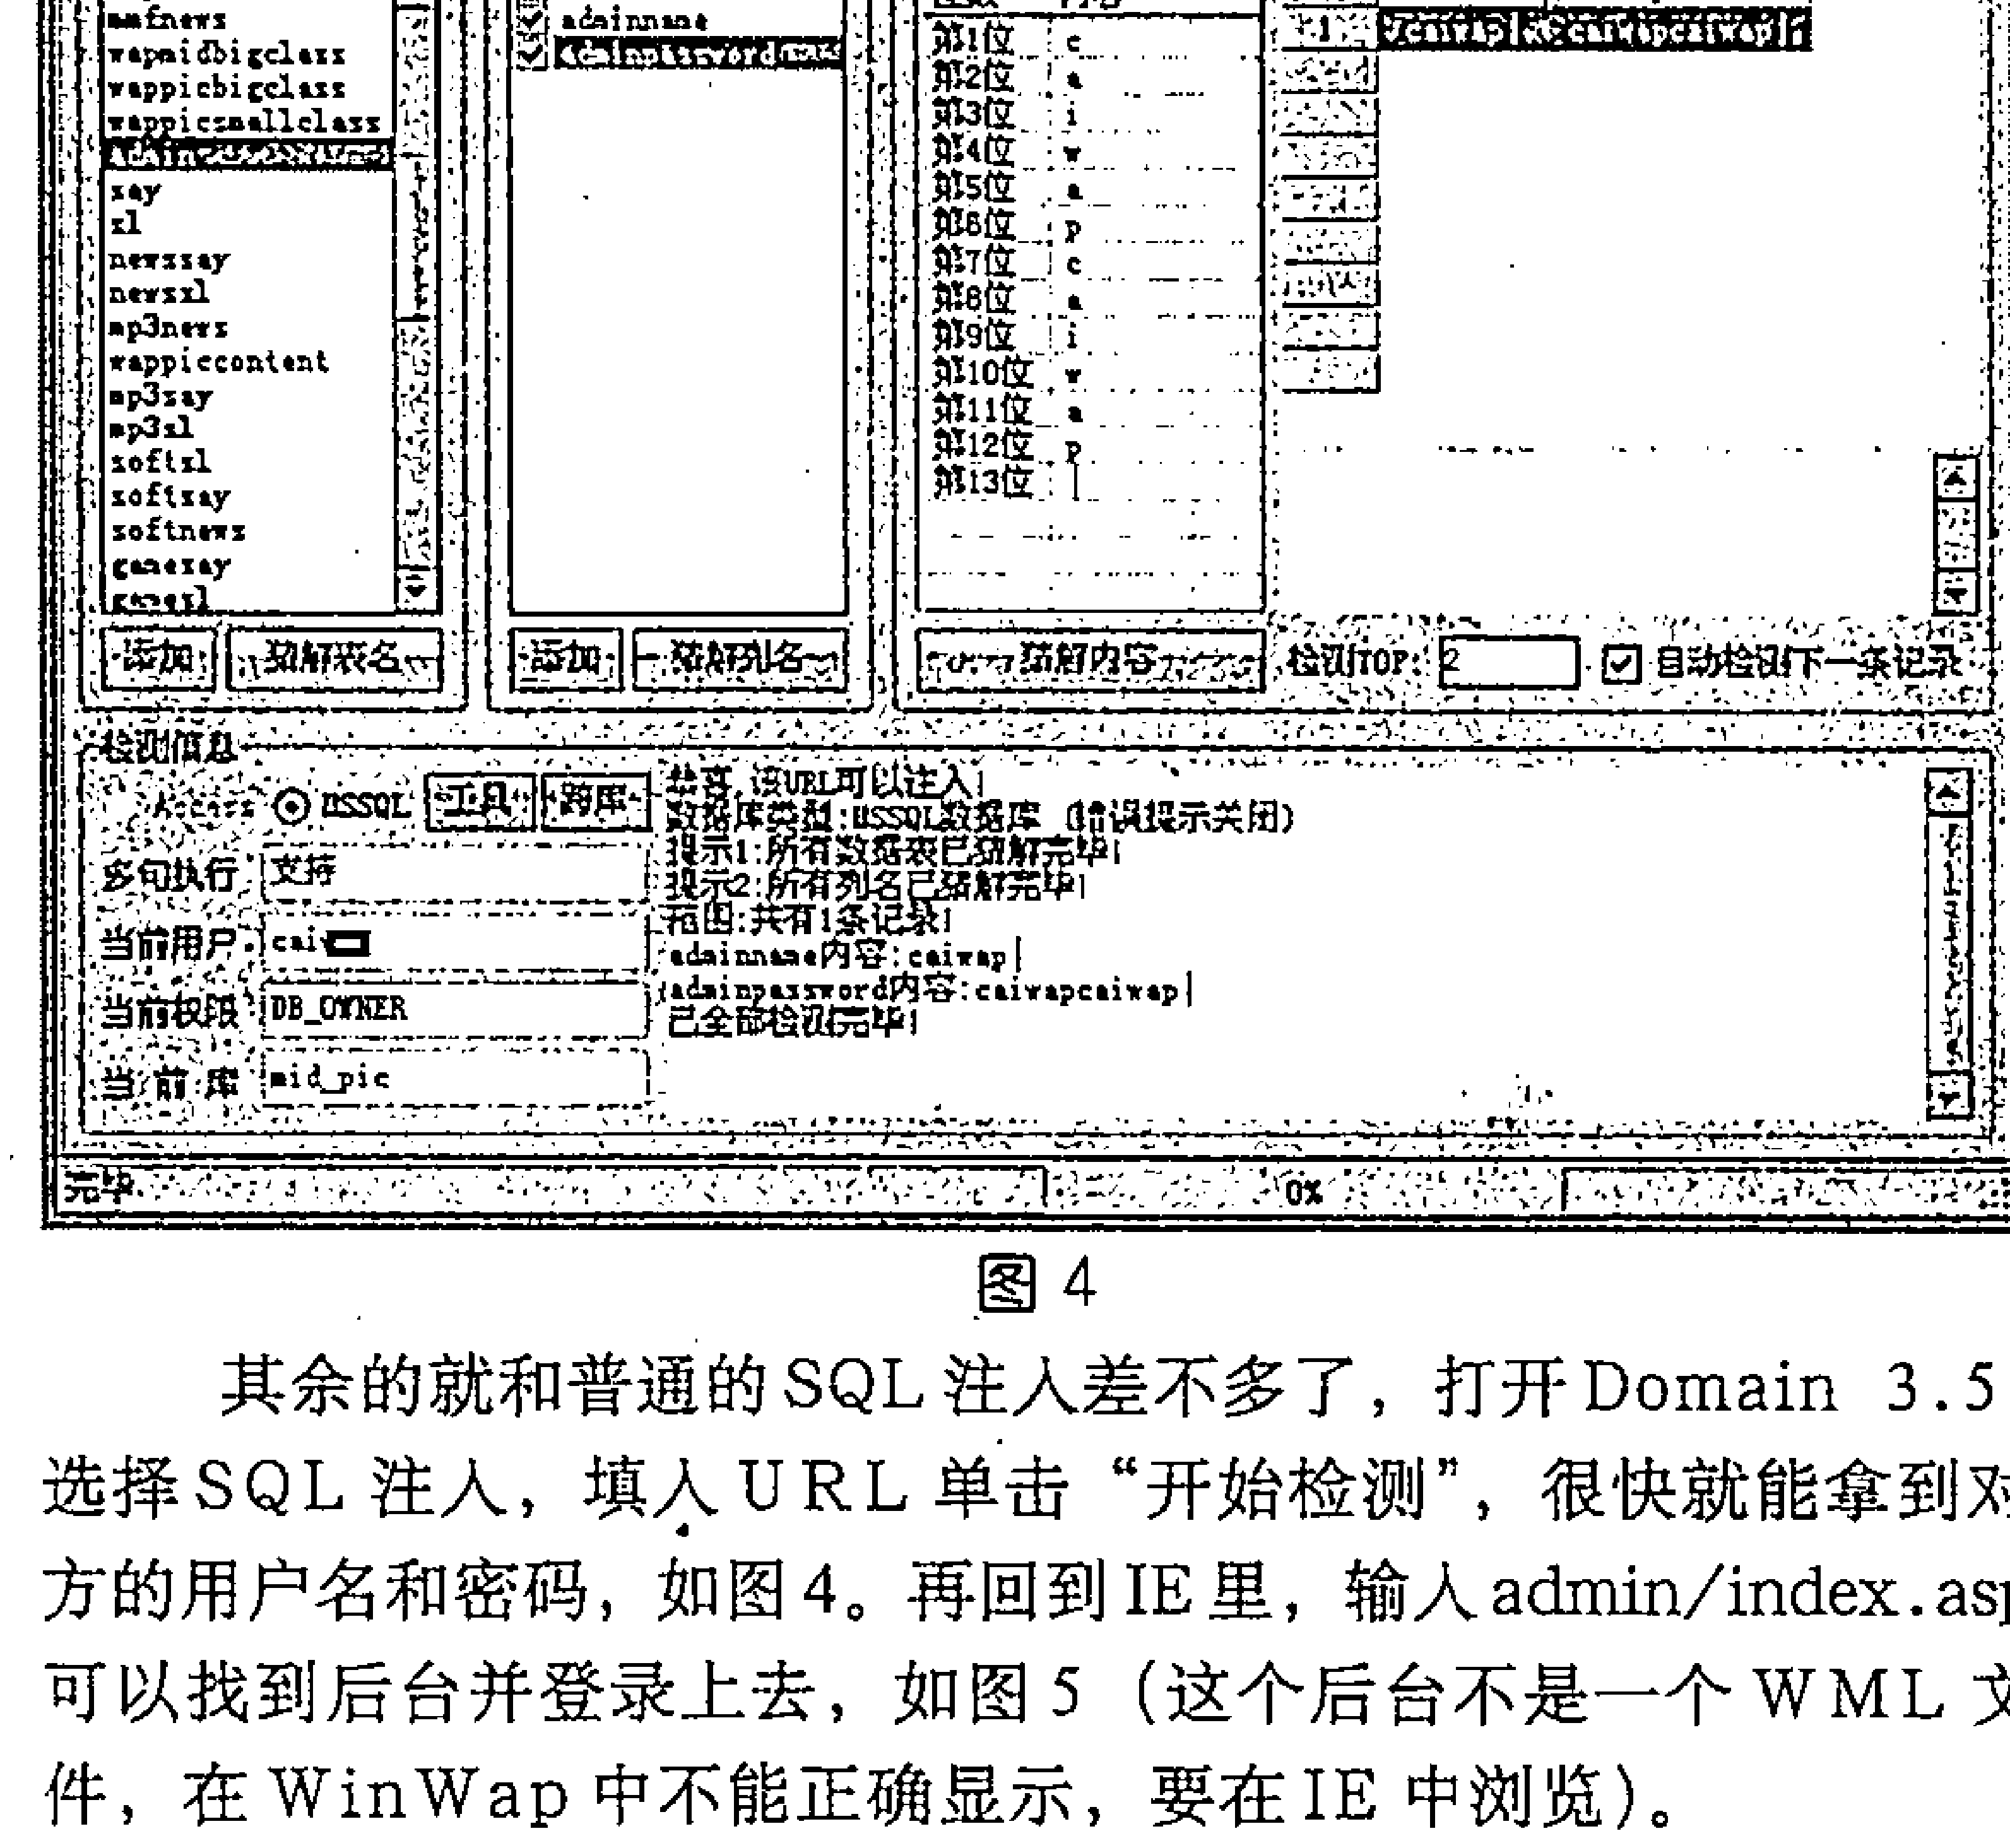 wapmidbigclass
wappicbigclass
wappicsmallclass
say
xl
newssay
newsxl
mp3news
wappiccontent
mp3say
mp3xl
softxl
softsay
softnews
gamesay
gamexl
添加 猜解表名
adminname
adminpassword
添加 猜解列名
第1位 c
第2位 a
第3位 i
第4位 w
第5位 a
第6位 p
第7位 c
第8位 a
第9位 i
第10位 w
第11位 a
第12位 p
第13位 |
猜解内容
1 caiwap| caiwapcaiwap|
检测TOP: 2 自动检测下一条记录
检测信息
Access MSSQL 工具 跨库
多句执行 支持
当前用户: cai
当前权限: DB_OWNER
当前库: mid_pic
恭喜,该URL可以注入!
数据库类型:MSSQL数据库 (错误提示关闭)
提示1:所有数据表已猜解完毕!
提示2:所有列名已猜解完毕!
范围:共有1条记录!
adminname内容:caiwap|
adminpassword内容:caiwapcaiwap|
已全部检测完毕!
完毕 0%
图 4
其余的就和普通的SQL注入差不多了，打开Domain 3.5
选择SQL注入，填入URL单击“开始检测”，很快就能拿到对
方的用户名和密码，如图4。再回到IE里，输入admin/index.asp
可以找到后台并登录上去，如图5（这个后台不是一个WML文
件，在WinWap中不能正确显示，要在IE中浏览）。